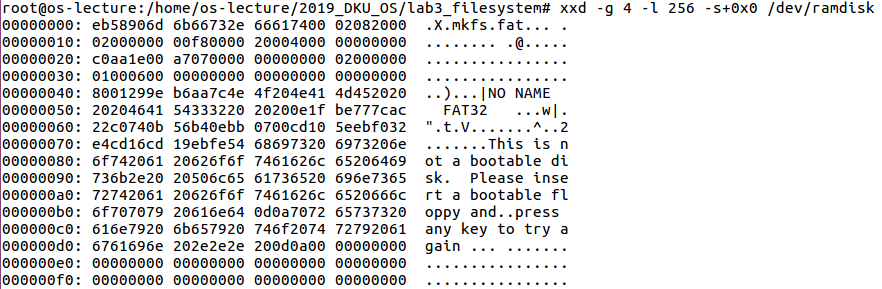 root@os-lecture:/home/os-lecture/2019_DKU_OS/lab3_filesystem# xxd -g 4 -l 256 -s+0x0 /dev/ramdisk
00000000: eb58906d 6b66732e 66617400 02082000  .X.mkfs.fat... .
00000010: 02000000 00f80000 20004000 00000000  ........ .@.....
00000020: c0aa1e00 a7070000 00000000 02000000  ................
00000030: 01000600 00000000 00000000 00000000  ................
00000040: 8001299e b6aa7c4e 4f204e41 4d452020  ..)...|NO NAME
00000050: 20204641 54333220 20200e1f be777cac    FAT32   ...w|.
00000060: 22c0740b 56b40ebb 0700cd10 5eebf032  ".t.V.......^..2
00000070: e4cd16cd 19ebfe54 68697320 6973206e  .......This is n
00000080: 6f742061 20626f6f 7461626c 65206469  ot a bootable di
00000090: 736b2e20 20506c65 61736520 696e7365  sk.  Please inse
000000a0: 72742061 20626f6f 7461626c 6520666c  rt a bootable fl
000000b0: 6f707079 20616e64 0d0a7072 65737320  oppy and..press
000000c0: 616e7920 6b657920 746f2074 72792061  any key to try a
000000d0: 6761696e 202e2e2e 200d0a00 00000000  gain ... .......
000000e0: 00000000 00000000 00000000 00000000  ................
000000f0: 00000000 00000000 00000000 00000000  ................